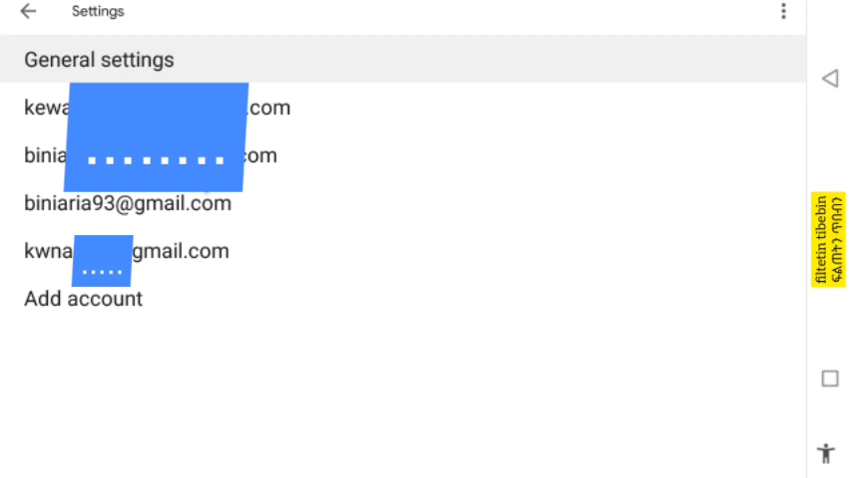 Settings
General settings
kewa .com
binia com
biniaria93@gmail.com
kwna gmail.com
Add account
filtetin tibebin
ፍልጠትን ጥበብን